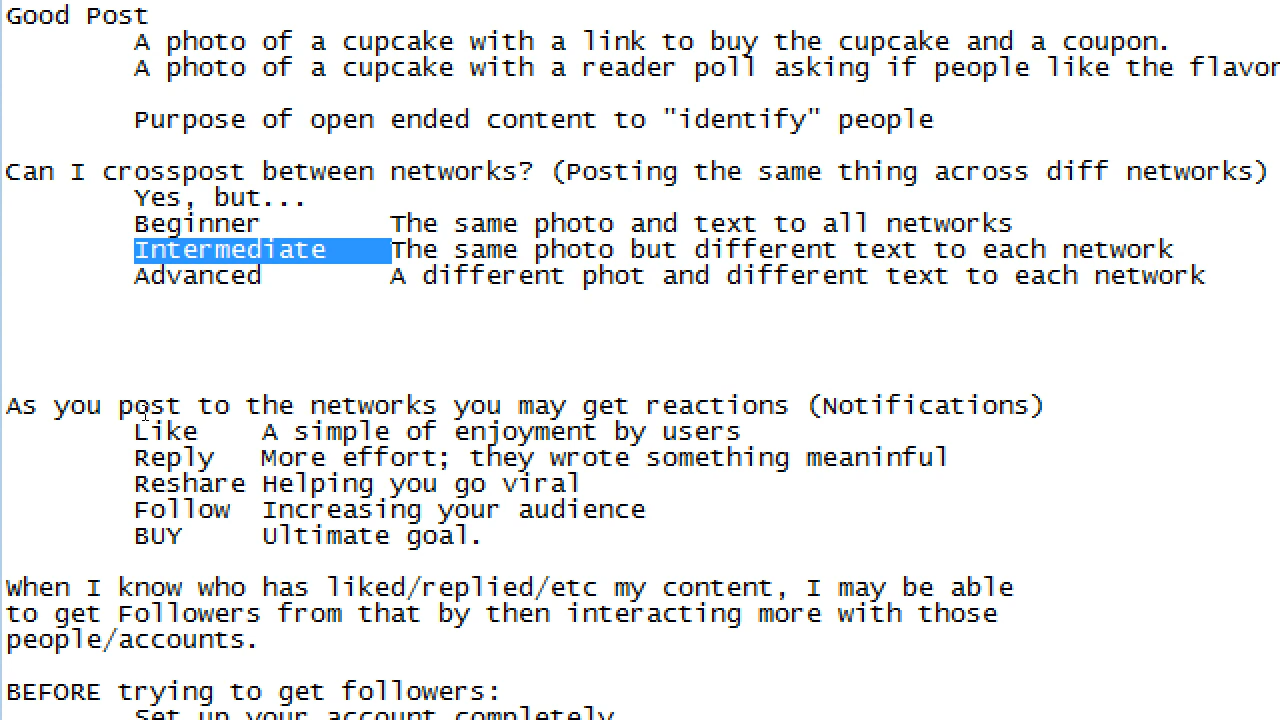 Good Post
A photo of a cupcake with a link to buy the cupcake and a coupon.
A photo of a cupcake with a reader poll asking if people like the flavor
Purpose of open ended content to "identify" people
Can I crosspost between networks? (Posting the same thing across diff networks)
Yes, but...
Beginner The same photo and text to all networks
Intermediate The same photo but different text to each network
Advanced A different phot and different text to each network
As you post to the networks you may get reactions (Notifications)
Like A simple of enjoyment by users
Reply More effort; they wrote something meaninful
Reshare Helping you go viral
Follow Increasing your audience
BUY Ultimate goal.
When I know who has liked/replied/etc my content, I may be able
to get Followers from that by then interacting more with those
people/accounts.
BEFORE trying to get followers:
Set up your account completely